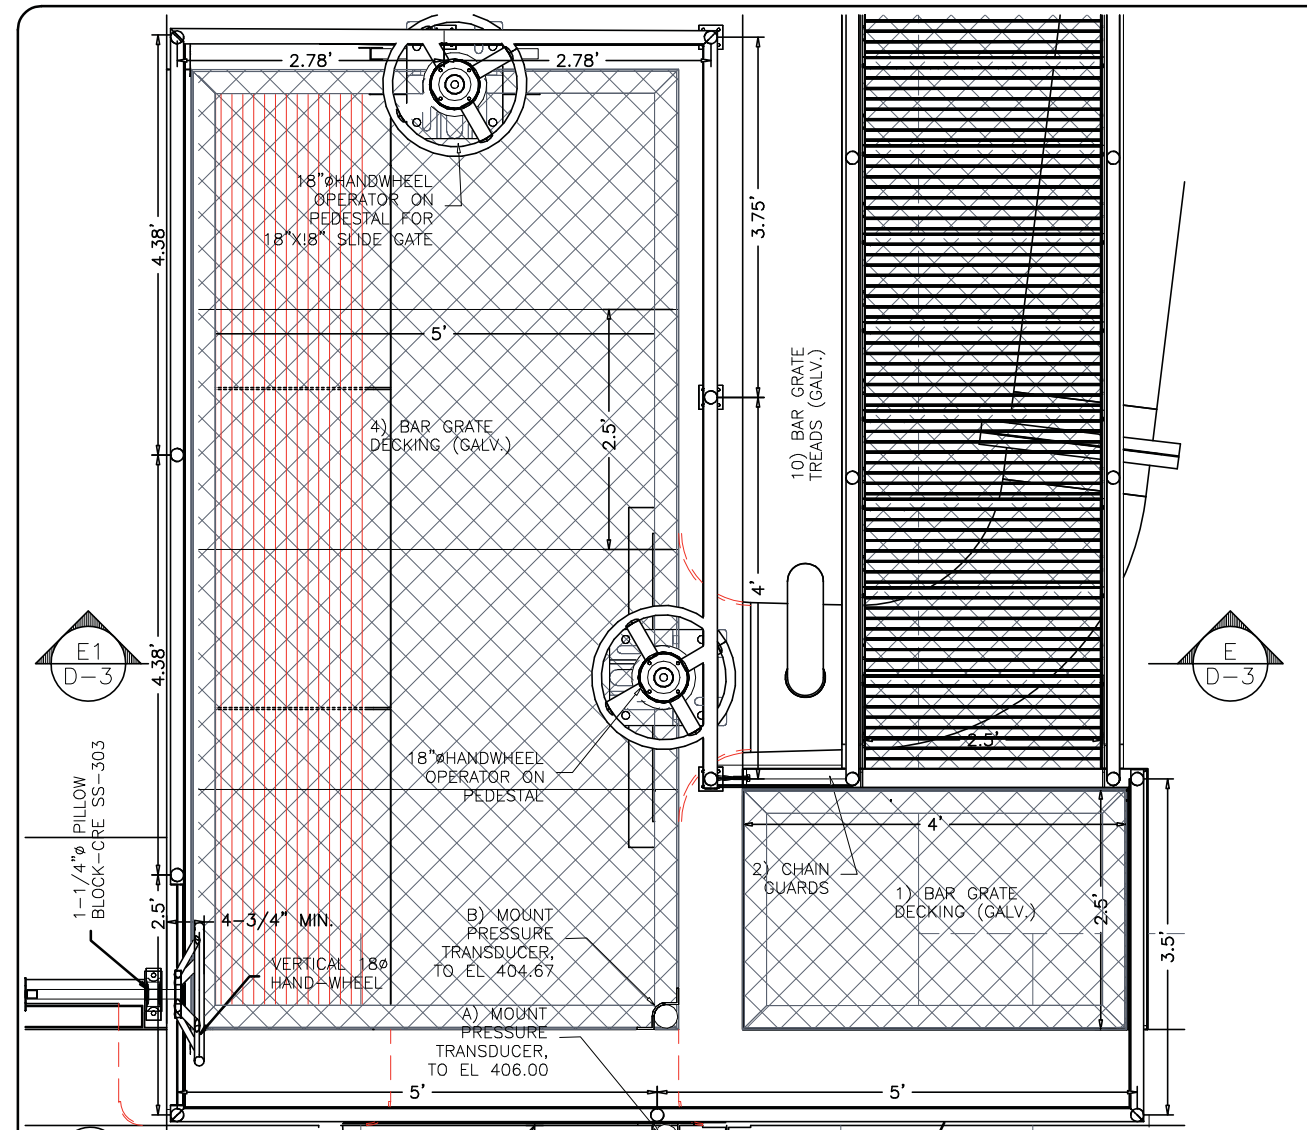 2.78'
2.78'
18"øHANDWHEEL
OPERATOR ON
PEDESTAL FOR
18"X!8" SLIDE GATE
4.38'
3.75'
5'
2.5'
4) BAR GRATE
DECKING (GALV.)
10) BAR GRATE
TREADS (GALV.)
4'
E1
D-3
E
D-3
4.38'
18"øHANDWHEEL
OPERATOR ON
PEDESTAL
2.5'
1-1/4"ø PILLOW
BLOCK-CRE SS-303
4'
2) CHAIN
GUARDS
1) BAR GRATE
DECKING (GALV.)
2.5'
2.5'
4-3/4" MIN.
B) MOUNT
PRESSURE
TRANSDUCER,
TO EL 404.67
3.5'
VERTICAL 18ø
HAND-WHEEL
A) MOUNT
PRESSURE
TRANSDUCER,
TO EL 406.00
5'
5'